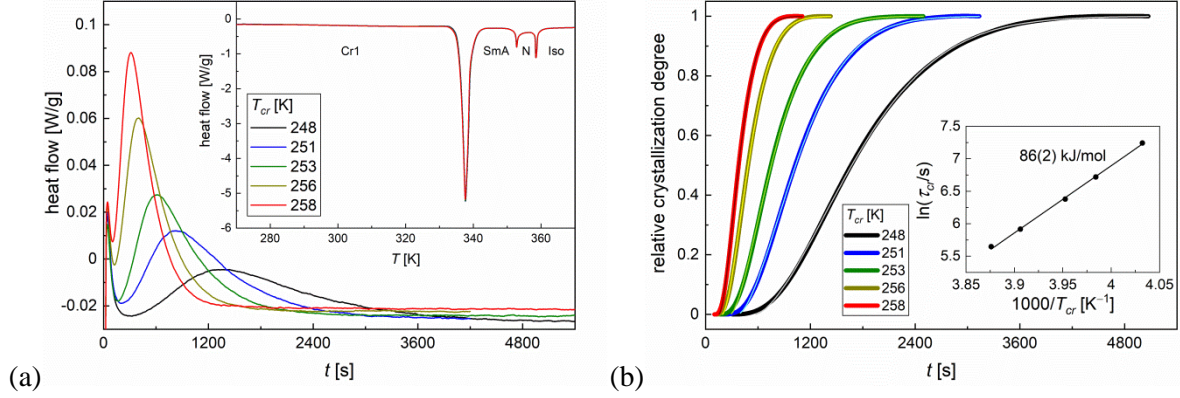 0.1
0.08
0.06
0.04
0.02
0
-0.02
heat flow [W/g]
0 1200 2400 3600 4800
t [s]
0
-1
-2
-3
-4
-5
-6
heat flow [W/g]
Cr1 SmA N Iso
T_cr [K]
248
251
253
256
258
280 300 320 340 360
T [K]
(a)
1
0.8
0.6
0.4
0.2
0
relative crystallization degree
0 1200 2400 3600 4800
t [s]
T_cr [K]
248
251
253
256
258
7.5
7.0
6.5
6.0
5.5
5.0
ln(τ_cr/s)
86(2) kJ/mol
3.85 3.9 3.95 4 4.05
1000/T_cr [K⁻¹]
(b)